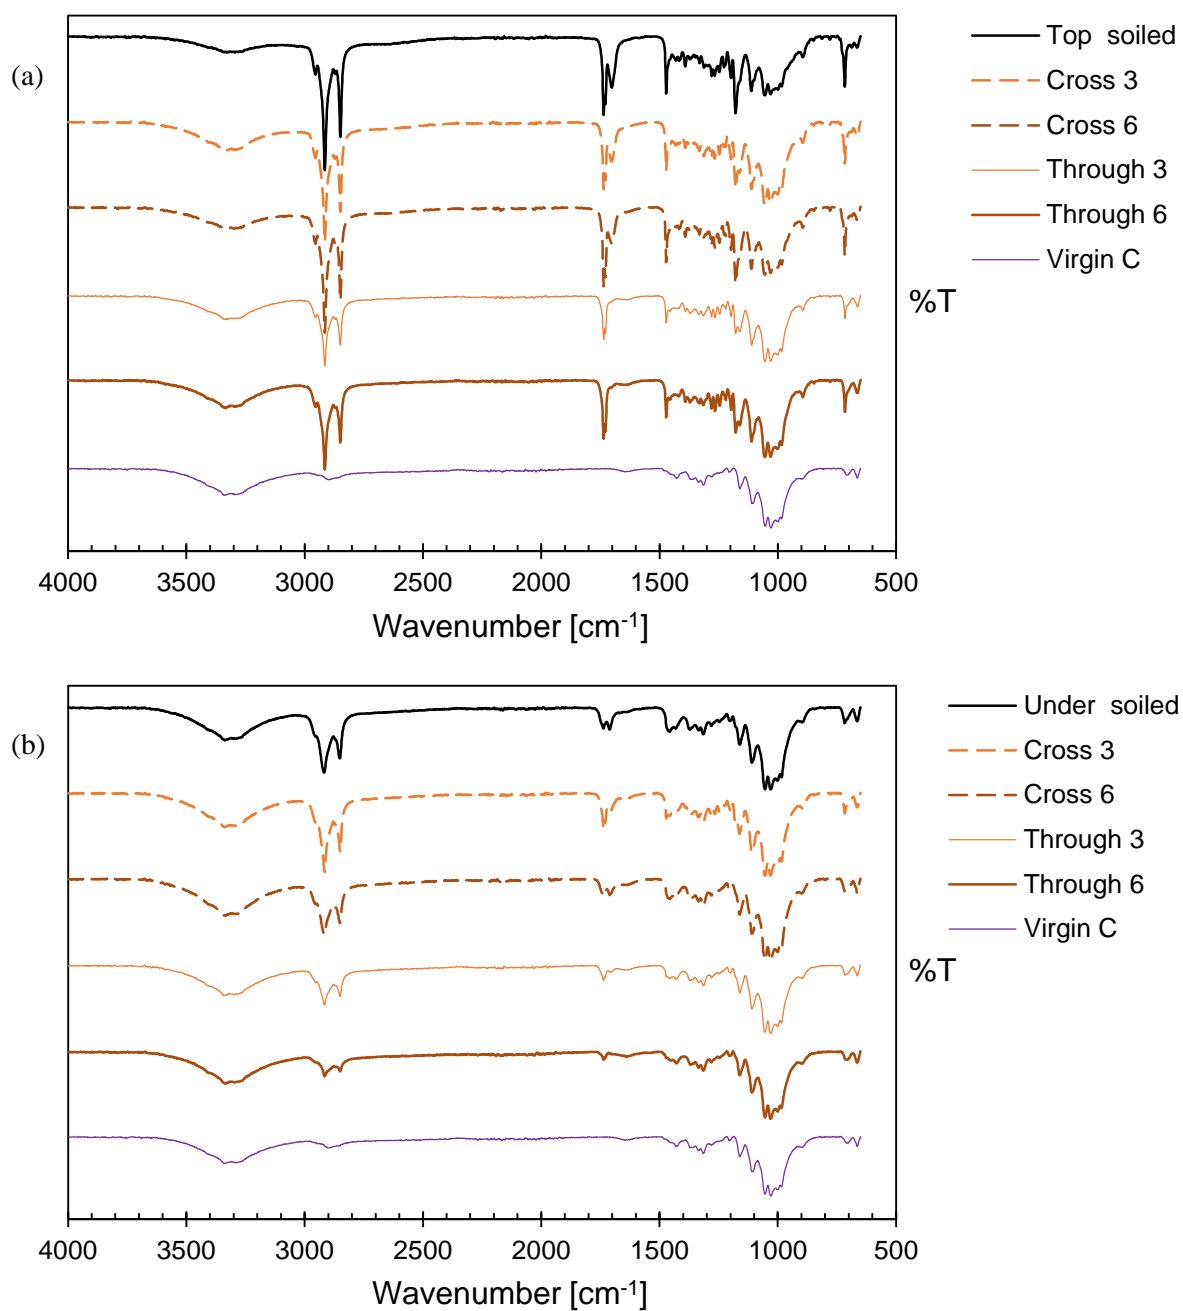 (a)
Top  soiled
Cross 3
Cross 6
Through 3
Through 6
Virgin C
%T
4000 3500 3000 2500 2000 1500 1000 500
Wavenumber [cm-1]
(b)
Under  soiled
Cross 3
Cross 6
Through 3
Through 6
Virgin C
%T
4000 3500 3000 2500 2000 1500 1000 500
Wavenumber [cm-1]